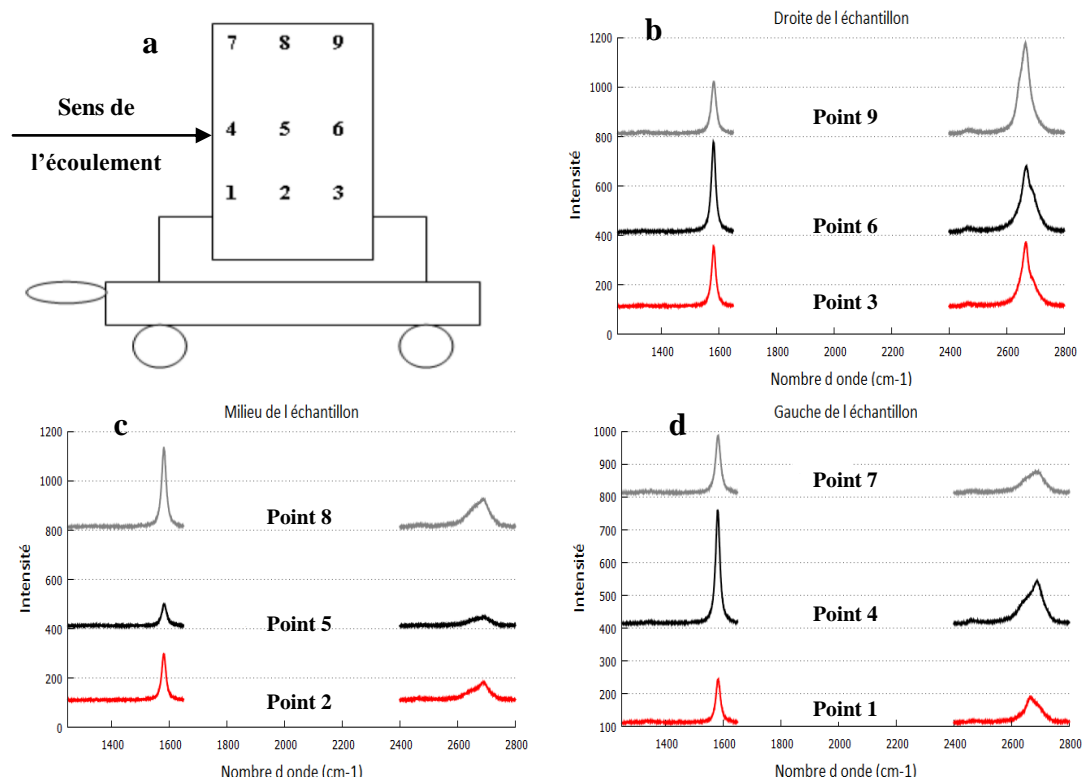 a
7 8 9
Sens de
4 5 6
l'écoulement
1 2 3
b
Droite de l échantillon
1200
1000
800
600
400
200
0
Intensité
Point 9
Point 6
Point 3
1400 1600 1800 2000 2200 2400 2600 2800
Nombre d onde (cm-1)
c
Milieu de l échantillon
1200
1000
800
600
400
200
0
Intensité
Point 8
Point 5
Point 2
1400 1600 1800 2000 2200 2400 2600 2800
Nombre d onde (cm-1)
d
Gauche de l échantillon
1000
900
800
700
600
500
400
300
200
100
Intensité
Point 7
Point 4
Point 1
1400 1600 1800 2000 2200 2400 2600 2800
Nombre d onde (cm-1)